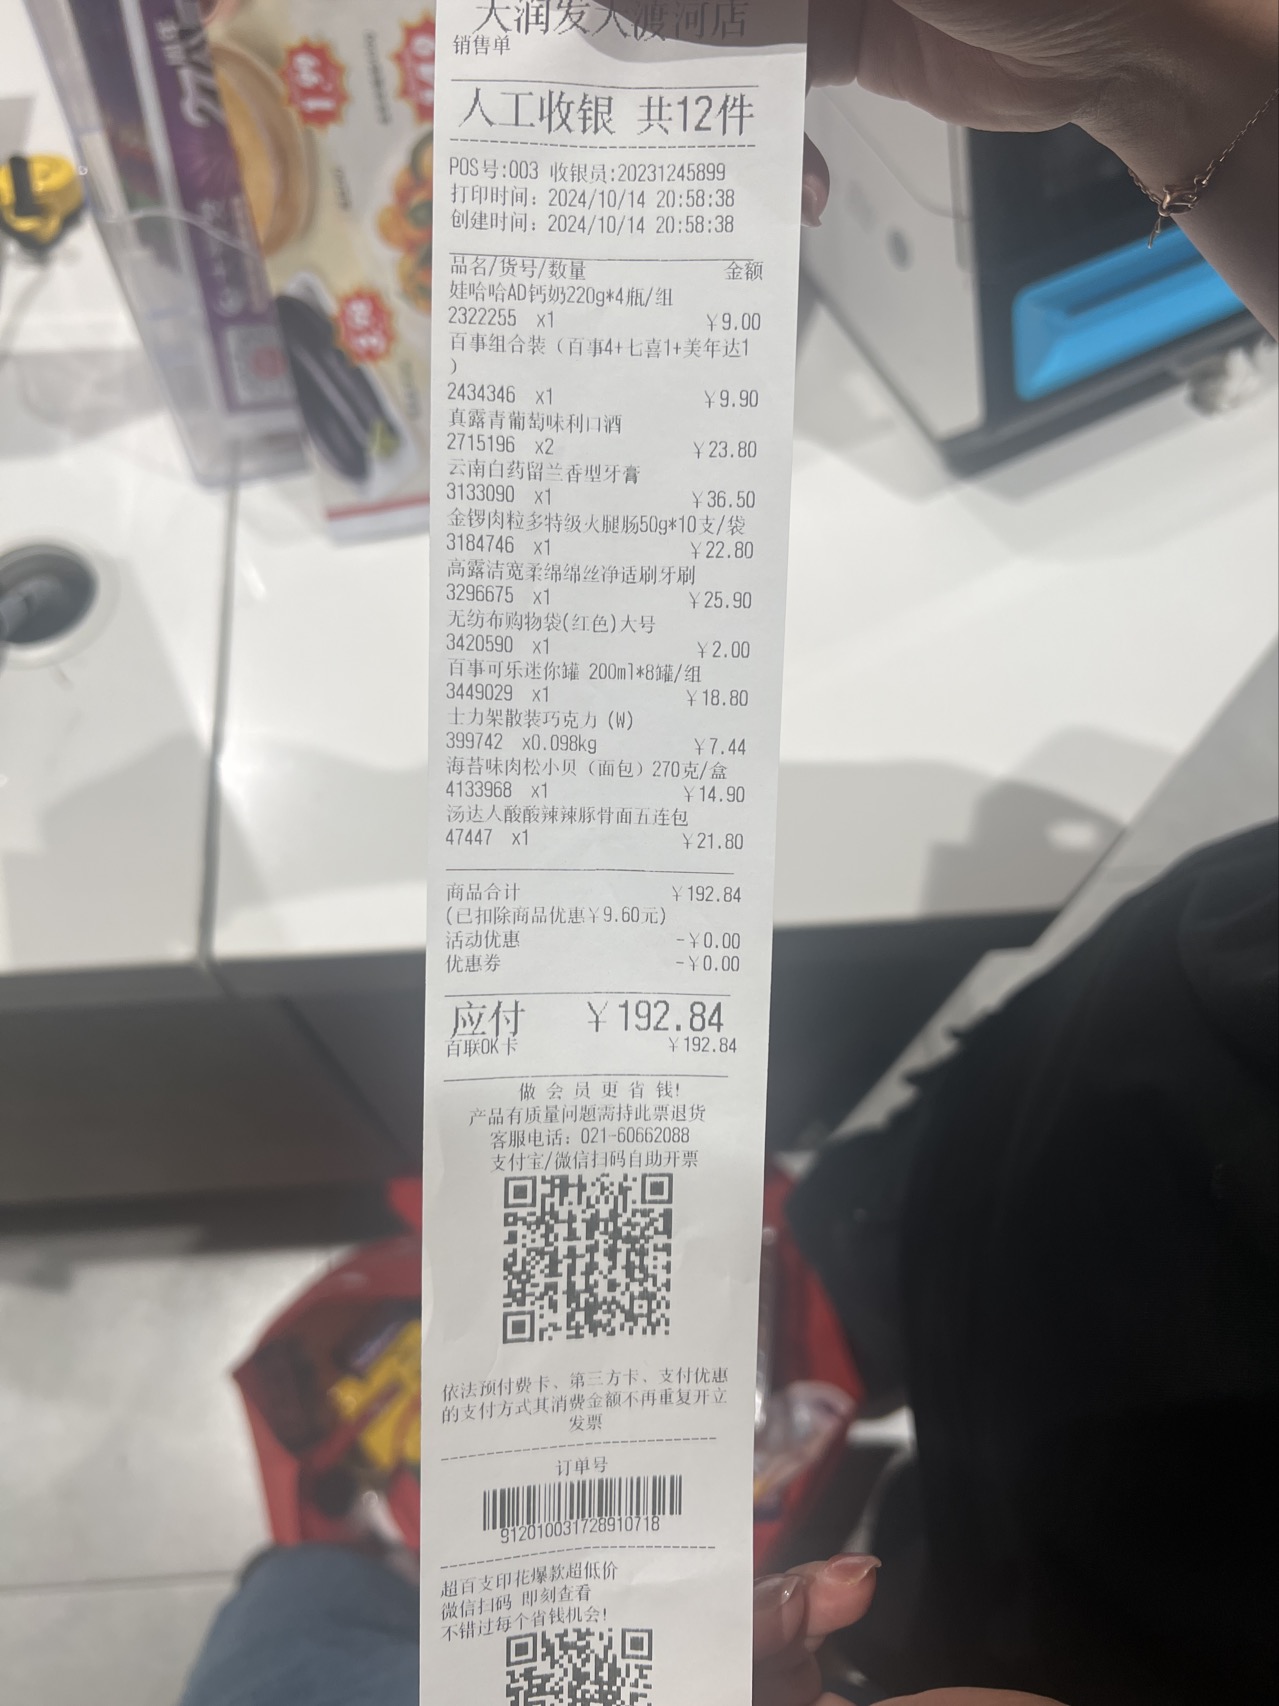 大润发大渡河店
销售单
人工收银 共12件
POS号:003 收银员:20231245899
打印时间：2024/10/14 20:58:38
创建时间：2024/10/14 20:58:38
品名/货号/数量 金额
娃哈哈AD钙奶220g*4瓶/组
2322255 x1 ￥9.00
百事组合装（百事4+七喜1+美年达1
）
2434346 x1 ￥9.90
真露青葡萄味利口酒
2715196 x2 ￥23.80
云南白药留兰香型牙膏
3133090 x1 ￥36.50
金锣肉粒多特级火腿肠50g*10支/袋
3184746 x1 ￥22.80
高露洁宽柔绵绵丝净适刷牙刷
3296675 x1 ￥25.90
无纺布购物袋(红色)大号
3420590 x1 ￥2.00
百事可乐迷你罐 200ml*8罐/组
3449029 x1 ￥18.80
士力架散装巧克力 (W)
399742 x0.098kg ￥7.44
海苔味肉松小贝（面包）270克/盒
4133968 x1 ￥14.90
汤达人酸酸辣辣豚骨面五连包
47447 x1 ￥21.80
商品合计 ￥192.84
(已扣除商品优惠￥9.60元)
活动优惠 -￥0.00
优惠券 -￥0.00
应付 ￥192.84
百联OK卡 ￥192.84
做 会 员 更 省 钱!
产品有质量问题需持此票退货
客服电话：021-60662088
支付宝/微信扫码自助开票
依法预付费卡、第三方卡、支付优惠
的支付方式其消费金额不再重复开立
发票
订单号
912010031728910718
超百支印花爆款超低价
微信扫码 即刻查看
不错过每个省钱机会!